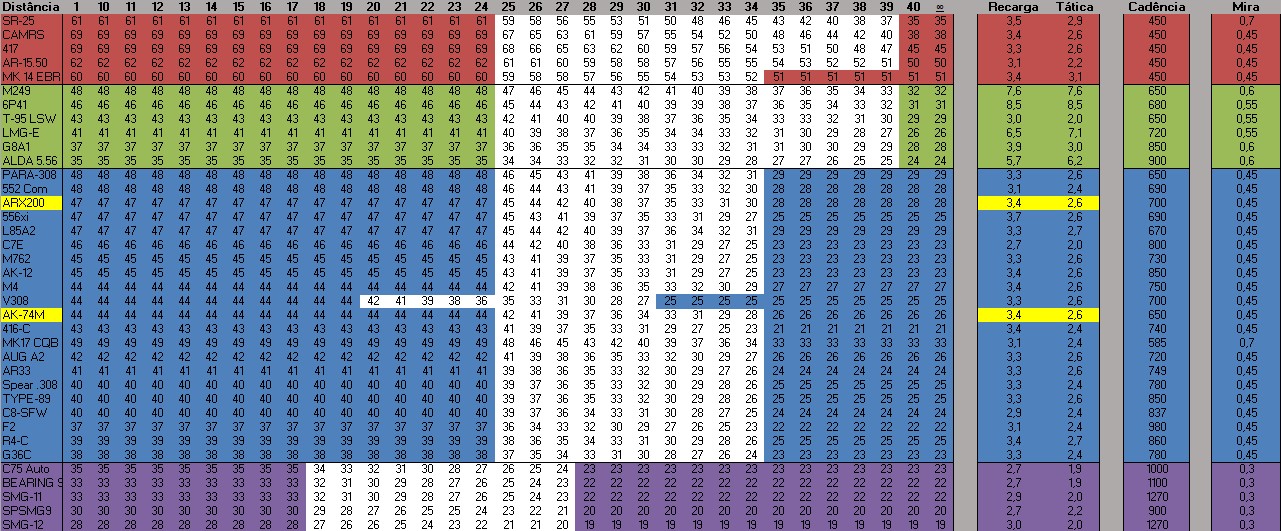 Distância 1 10 11 12 13 14 15 16 17 18 19 20 21 22 23 24 25 26 27 28 29 30 31 32 33 34 35 36 37 38 39 40 ∞ Recarga Tática Cadência Mira
SR-25 61 61 61 61 61 61 61 61 61 61 61 61 61 61 61 61 59 58 56 55 53 51 50 48 46 45 43 42 40 38 37 35 35 3,5 2,9 450 0,7
CAMRS 69 69 69 69 69 69 69 69 69 69 69 69 69 69 69 69 67 65 63 61 59 57 55 54 52 50 48 46 44 42 40 38 38 3,4 2,6 450 0,45
417 69 69 69 69 69 69 69 69 69 69 69 69 69 69 69 69 68 66 65 63 62 60 59 57 56 54 53 51 50 48 47 45 45 3,3 2,6 450 0,45
AR-15.50 62 62 62 62 62 62 62 62 62 62 62 62 62 62 62 62 61 61 60 59 58 57 56 55 55 55 54 53 52 52 51 50 50 3,1 2,2 450 0,45
MK 14 EBR 60 60 60 60 60 60 60 60 60 60 60 60 60 60 60 60 59 58 58 57 56 55 54 53 53 52 51 51 51 51 51 51 51 3,4 3,1 450 0,45
M249 48 48 48 48 48 48 48 48 48 48 48 48 48 48 48 48 47 46 45 44 43 42 41 40 39 38 37 36 35 34 33 32 32 7,6 7,6 650 0,6
6P41 46 46 46 46 46 46 46 46 46 46 46 46 46 46 46 46 45 44 43 42 41 40 39 39 38 37 36 35 34 33 32 31 31 8,5 8,5 680 0,55
T-95 LSW 43 43 43 43 43 43 43 43 43 43 43 43 43 43 43 43 42 41 40 40 39 38 37 36 35 34 33 33 32 31 30 29 29 3,0 2,0 650 0,55
LMG-E 41 41 41 41 41 41 41 41 41 41 41 41 41 41 41 41 40 39 38 37 36 35 34 34 33 32 31 30 29 28 27 26 26 6,5 7,1 720 0,55
G8A1 37 37 37 37 37 37 37 37 37 37 37 37 37 37 37 37 36 36 35 35 34 34 33 33 32 31 31 30 30 29 29 28 28 3,9 3,0 850 0,6
ALDA 5.56 35 35 35 35 35 35 35 35 35 35 35 35 35 35 35 35 34 34 33 32 32 31 30 30 29 28 27 27 26 25 25 24 24 5,7 6,2 900 0,6
PARA-308 48 48 48 48 48 48 48 48 48 48 48 48 48 48 48 48 46 45 43 41 39 38 36 34 32 31 29 29 29 29 29 29 29 3,3 2,6 650 0,45
552 Com 48 48 48 48 48 48 48 48 48 48 48 48 48 48 48 48 46 44 43 41 39 37 35 33 32 30 28 28 28 28 28 28 28 3,1 2,4 690 0,45
ARX200 47 47 47 47 47 47 47 47 47 47 47 47 47 47 47 47 45 44 42 40 38 37 35 33 31 30 28 28 28 28 28 28 28 3,4 2,6 700 0,45
556xi 47 47 47 47 47 47 47 47 47 47 47 47 47 47 47 47 45 43 41 39 37 35 33 31 29 27 25 25 25 25 25 25 25 3,7 2,6 690 0,45
L85A2 47 47 47 47 47 47 47 47 47 47 47 47 47 47 47 47 45 44 42 40 39 37 36 34 32 31 29 29 29 29 29 29 29 3,3 2,7 670 0,45
C7E 46 46 46 46 46 46 46 46 46 46 46 46 46 46 46 46 44 42 40 38 36 33 31 29 27 25 23 23 23 23 23 23 23 2,7 2,0 800 0,45
M762 45 45 45 45 45 45 45 45 45 45 45 45 45 45 45 45 43 41 39 37 35 33 31 29 27 25 23 23 23 23 23 23 23 3,3 2,6 730 0,45
AK-12 45 45 45 45 45 45 45 45 45 45 45 45 45 45 45 45 43 41 39 37 35 33 31 29 27 25 23 23 23 23 23 23 23 3,4 2,6 850 0,45
M4 44 44 44 44 44 44 44 44 44 44 44 44 44 44 44 44 42 41 39 38 36 35 33 32 30 29 27 27 27 27 27 27 27 3,4 2,6 750 0,45
V308 44 44 44 44 44 44 44 44 44 44 44 42 41 39 38 36 35 33 31 30 28 27 25 25 25 25 25 25 25 25 25 25 25 3,3 2,6 700 0,45
AK-74M 44 44 44 44 44 44 44 44 44 44 44 44 44 44 44 44 42 41 39 37 36 34 33 31 29 28 26 26 26 26 26 26 26 3,4 2,6 650 0,45
416-C 43 43 43 43 43 43 43 43 43 43 43 43 43 43 43 43 41 39 37 35 33 31 29 27 25 23 21 21 21 21 21 21 21 3,1 2,4 740 0,45
MK17 CQB 49 49 49 49 49 49 49 49 49 49 49 49 49 49 49 49 48 46 45 43 42 40 39 37 36 34 33 33 33 33 33 33 33 3,1 2,4 585 0,7
AUG A2 42 42 42 42 42 42 42 42 42 42 42 42 42 42 42 42 41 39 38 36 35 33 32 30 29 27 26 26 26 26 26 26 26 3,3 2,6 720 0,45
AR33 41 41 41 41 41 41 41 41 41 41 41 41 41 41 41 41 40 38 37 36 34 33 31 30 29 27 26 26 26 26 26 26 26 3,3 2,6 749 0,45
Spear .308 40 40 40 40 40 40 40 40 40 40 40 40 40 40 40 40 39 37 36 35 33 32 30 29 28 26 25 25 25 25 25 25 25 3,3 2,4 780 0,45
TYPE-89 40 40 40 40 40 40 40 40 40 40 40 40 40 40 40 40 39 37 36 35 33 32 30 29 28 26 25 25 25 25 25 25 25 3,3 2,6 850 0,45
C8-SFW 40 40 40 40 40 40 40 40 40 40 40 40 40 40 40 40 39 37 36 34 33 31 30 28 27 25 24 24 24 24 24 24 24 2,9 2,4 837 0,45
F2 37 37 37 37 37 37 37 37 37 37 37 37 37 37 37 37 36 34 33 32 30 29 27 26 25 23 22 22 22 22 22 22 22 3,1 2,4 980 0,45
R4-C 39 39 39 39 39 39 39 39 39 39 39 39 39 39 39 39 38 36 35 34 33 31 30 29 28 26 25 25 25 25 25 25 25 3,4 2,7 860 0,45
G36C 38 38 38 38 38 38 38 38 38 38 38 38 38 38 38 38 37 35 34 33 31 30 28 27 26 24 23 23 23 23 23 23 23 3,4 2,4 780 0,45
C75 Auto 35 35 35 35 35 35 35 35 35 34 33 32 31 30 28 27 26 25 24 23 23 23 23 23 23 23 23 23 23 23 23 23 23 2,7 1,9 1000 0,3
BEARING 33 33 33 33 33 33 33 33 33 32 31 30 29 28 27 26 25 24 23 22 22 22 22 22 22 22 22 22 22 22 22 22 22 2,7 1,9 1100 0,3
SMG-11 33 33 33 33 33 33 33 33 33 32 31 30 29 28 27 26 25 24 23 22 22 22 22 22 22 22 22 22 22 22 22 22 22 2,9 2,0 1270 0,3
SPSMG9 30 30 30 30 30 30 30 30 30 29 28 27 26 25 25 24 23 22 21 20 20 20 20 20 20 20 20 20 20 20 20 20 20 2,7 2,2 900 0,3
SMG-12 28 28 28 28 28 28 28 28 28 27 26 26 25 24 23 22 21 21 20 19 19 19 19 19 19 19 19 19 19 19 19 19 19 3,0 2,0 1270 0,3